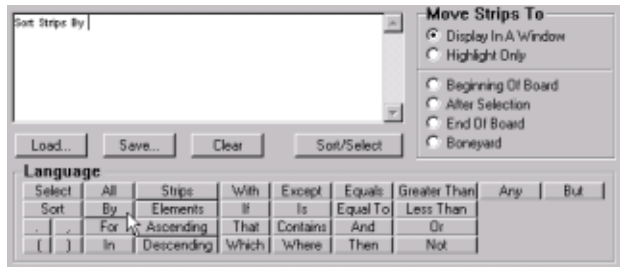 Sort Strips By
Move Strips To
Display In A Window
Highlight Only
Beginning Of Board
After Selection
End Of Board
Boneyard
Load... Save... Clear Sort/Select
Language
Select All Strips With Except Equals Greater Than Any But
Sort By Elements If Is Equal To Less Than
. , For Ascending That Contains And Or
( ) In Descending Which Where Then Not